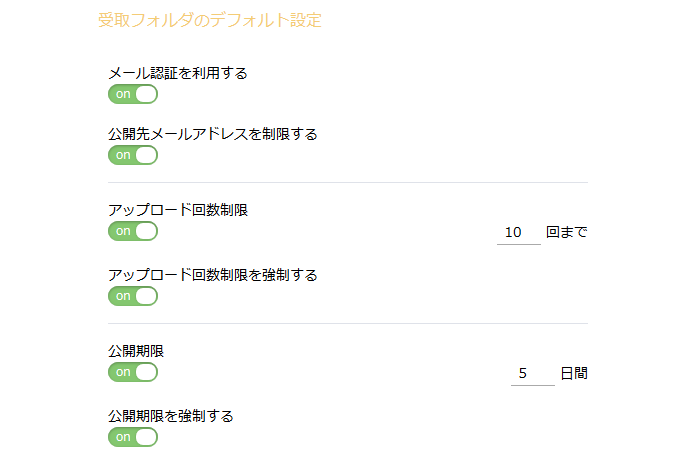 受取フォルダのデフォルト設定
メール認証を利用する
on
公開先メールアドレスを制限する
on
アップロード回数制限
on 10 回まで
アップロード回数制限を強制する
on
公開期限
on 5 日間
公開期限を強制する
on